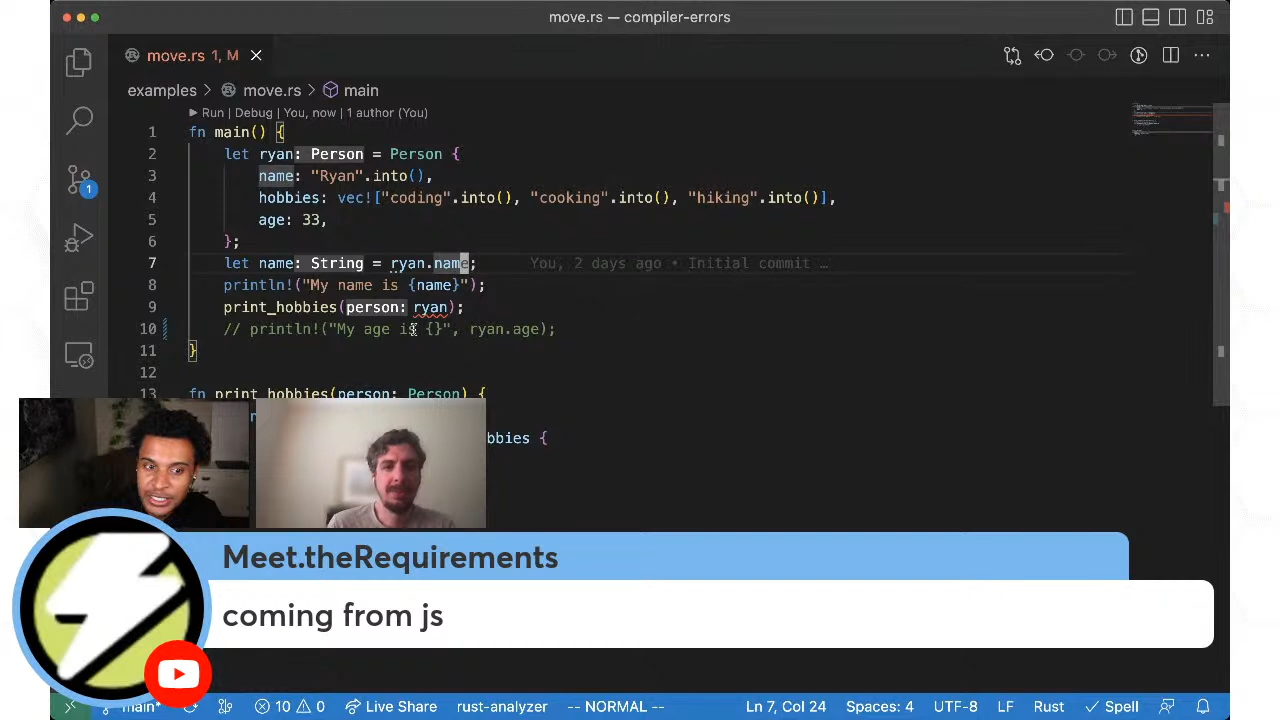 move.rs — compiler-errors
move.rs 1, M
examples > move.rs > main
Run | Debug | You, now | 1 author (You)
1 fn main() {
2 let ryan: Person = Person {
3 name: "Ryan".into(),
4 hobbies: vec!["coding".into(), "cooking".into(), "hiking".into()],
5 age: 33,
6 };
7 let name: String = ryan.name; You, 2 days ago • Initial commit …
8 println!("My name is {name}");
9 print_hobbies(person: ryan);
10 // println!("My age is {}", ryan.age);
11 }
12
13 fn print_hobbies(person: Person) {
bbies {
Meet.theRequirements
coming from js
1
main* 10 0 Live Share rust-analyzer -- NORMAL -- Ln 7, Col 24 Spaces: 4 UTF-8 LF Rust Spell